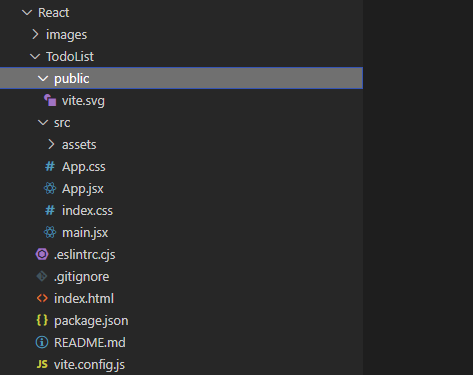 React
images
TodoList
public
vite.svg
src
assets
# App.css
App.jsx
# index.css
main.jsx
.eslintrc.cjs
.gitignore
<> index.html
{} package.json
README.md
JS vite.config.js